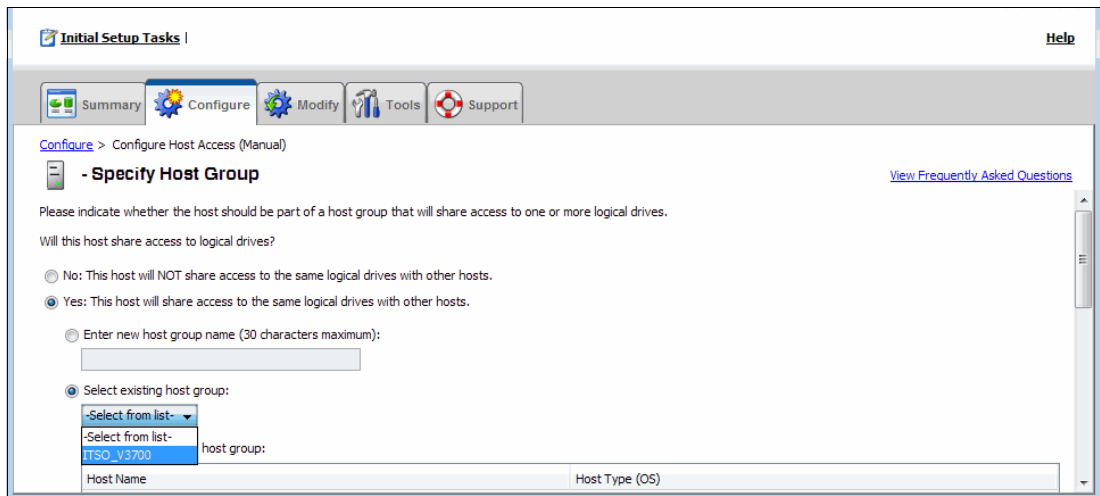 Initial Setup Tasks |
Help
Summary
Configure
Modify
Tools
Support
Configure > Configure Host Access (Manual)
- Specify Host Group
View Frequently Asked Questions
Please indicate whether the host should be part of a host group that will share access to one or more logical drives.
Will this host share access to logical drives?
No: This host will NOT share access to the same logical drives with other hosts.
Yes: This host will share access to the same logical drives with other hosts.
Enter new host group name (30 characters maximum):
Select existing host group:
-Select from list-
-Select from list-
ITSO_V3700
host group:
Host Name
Host Type (OS)